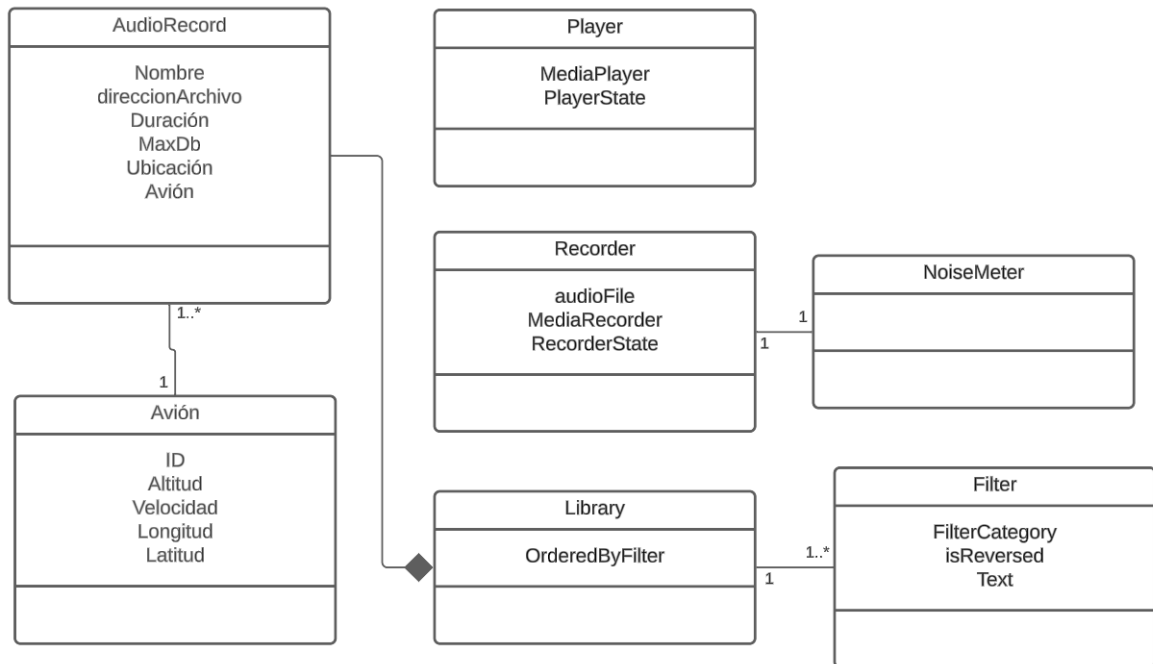 AudioRecord
Nombre
direccionArchivo
Duración
MaxDb
Ubicación
Avión
1..*
1
Avión
ID
Altitud
Velocidad
Longitud
Latitud
Player
MediaPlayer
PlayerState
Recorder
audioFile
MediaRecorder
RecorderState
1
1
NoiseMeter
Library
OrderedByFilter
1
1..*
Filter
FilterCategory
isReversed
Text